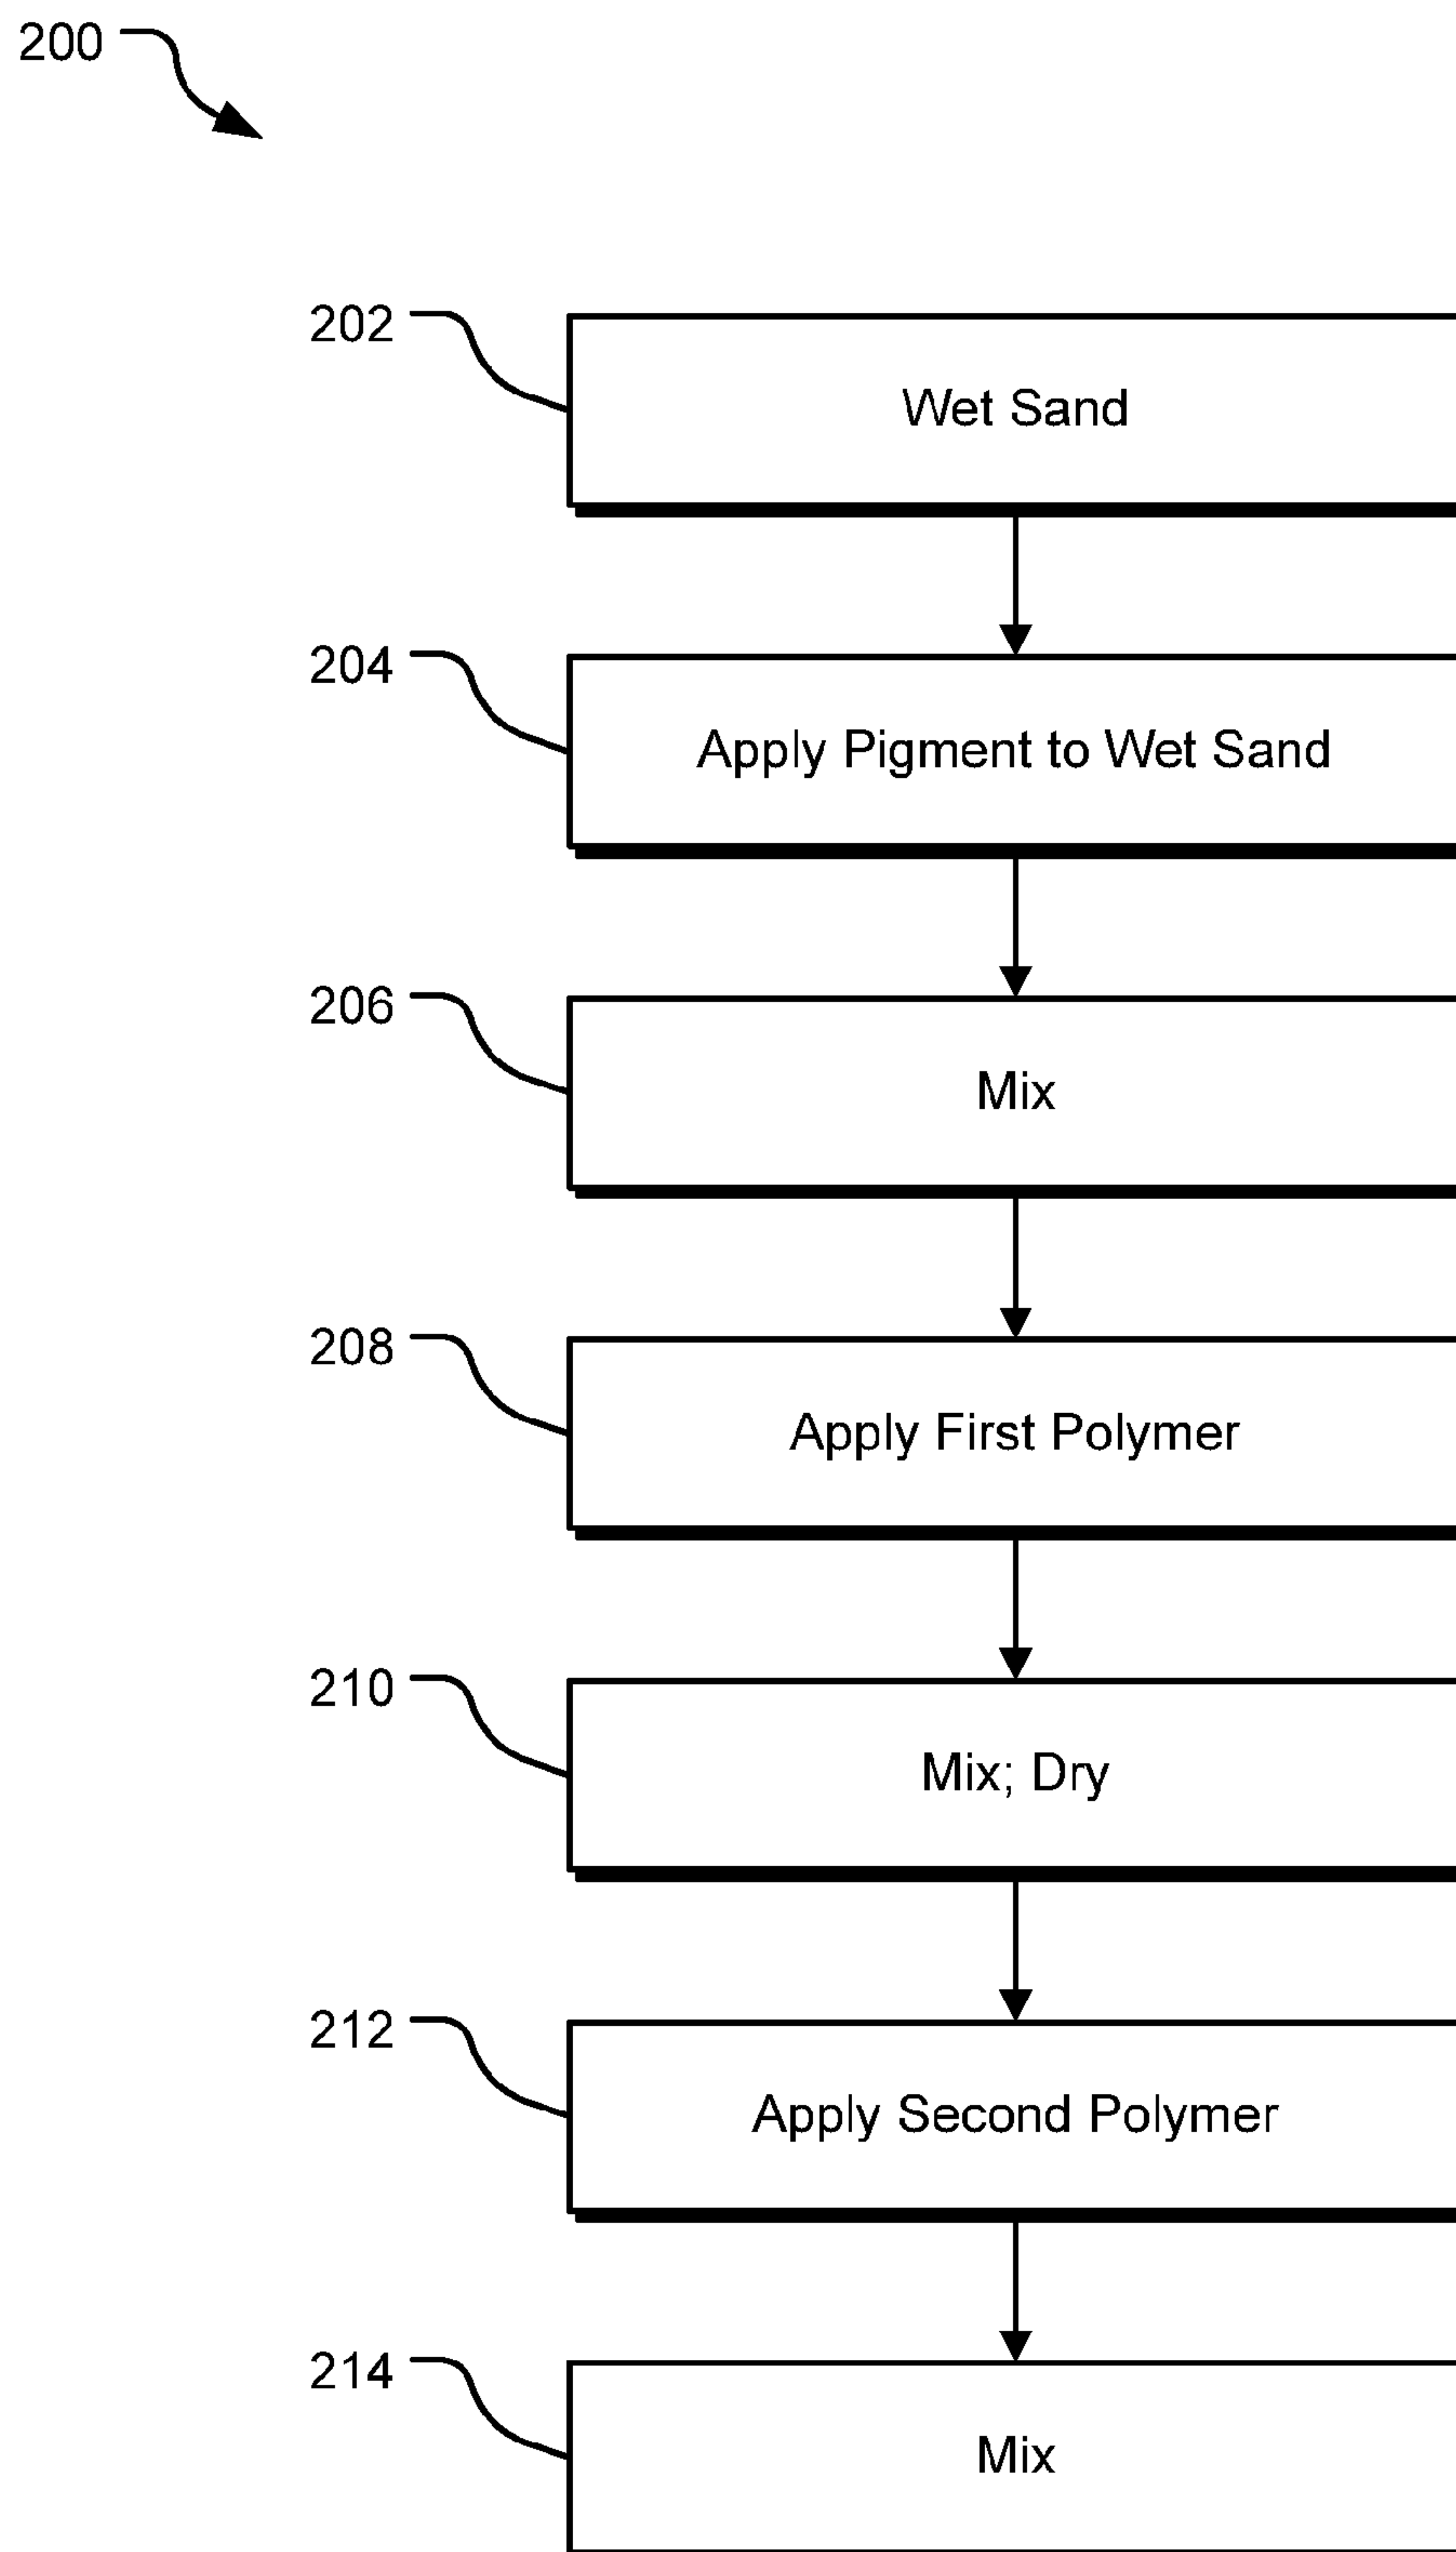 200
202
Wet Sand
204
Apply Pigment to Wet Sand
206
Mix
208
Apply First Polymer
210
Mix; Dry
212
Apply Second Polymer
214
Mix